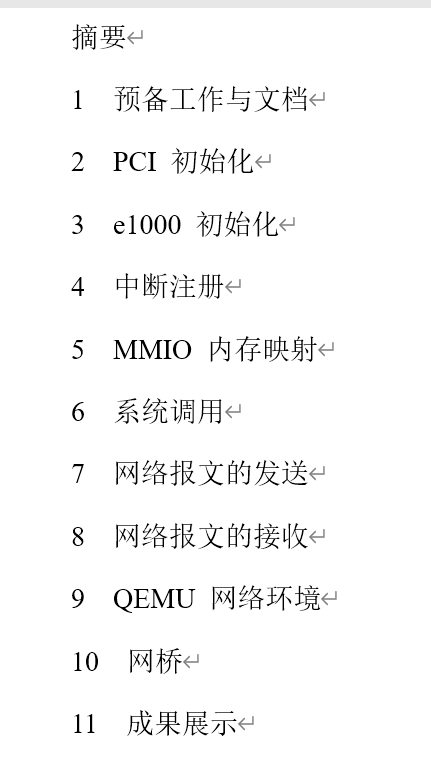 摘要
1 预备工作与文档
2 PCI 初始化
3 e1000 初始化
4 中断注册
5 MMIO 内存映射
6 系统调用
7 网络报文的发送
8 网络报文的接收
9 QEMU 网络环境
10 网桥
11 成果展示